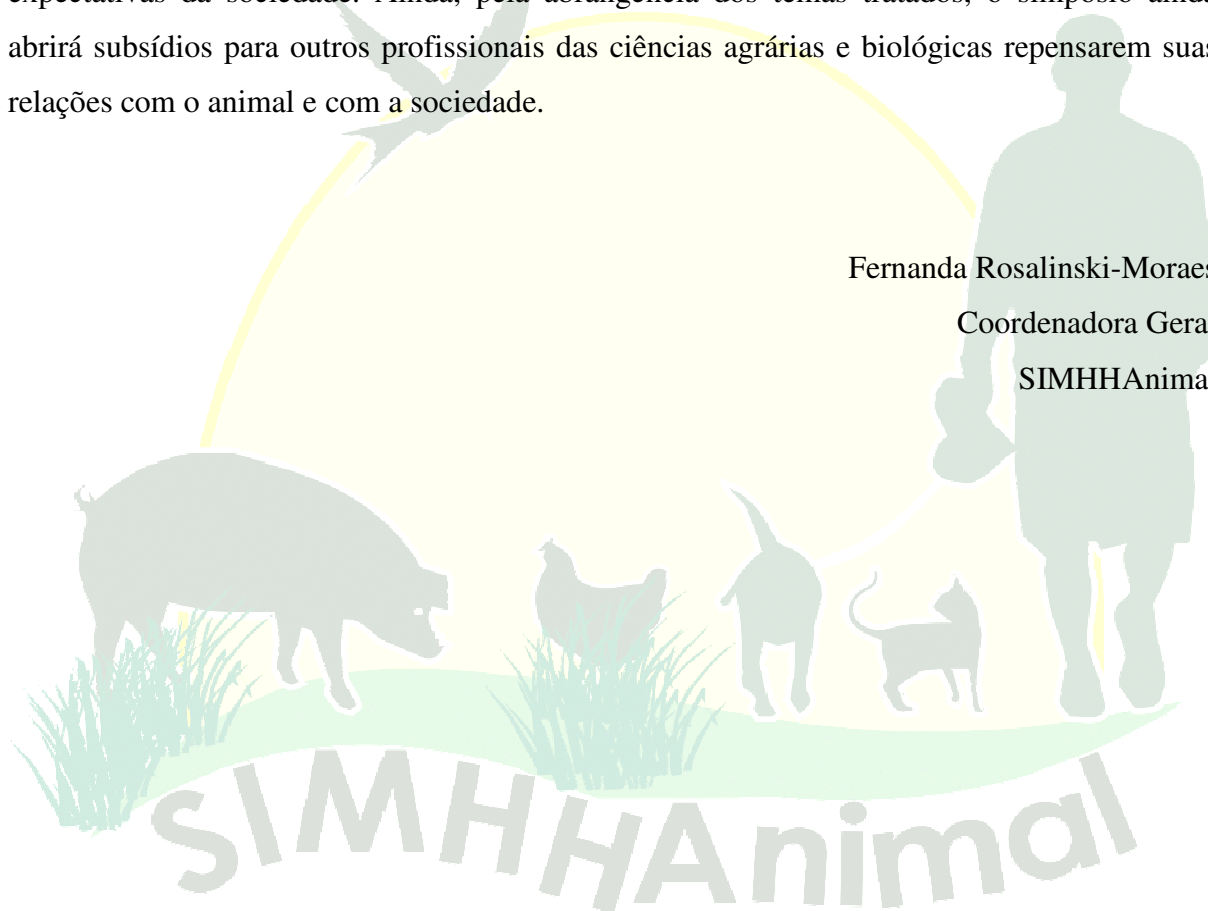 expectativas da sociedade. Ainda, pela abrangência dos temas tratados, o simpósio ainda
abrirá subsídios para outros profissionais das ciências agrárias e biológicas repensarem suas
relações com o animal e com a sociedade.
Fernanda Rosalinski-Moraes
Coordenadora Gera
SIMHHAnima
SIMHHAnimal